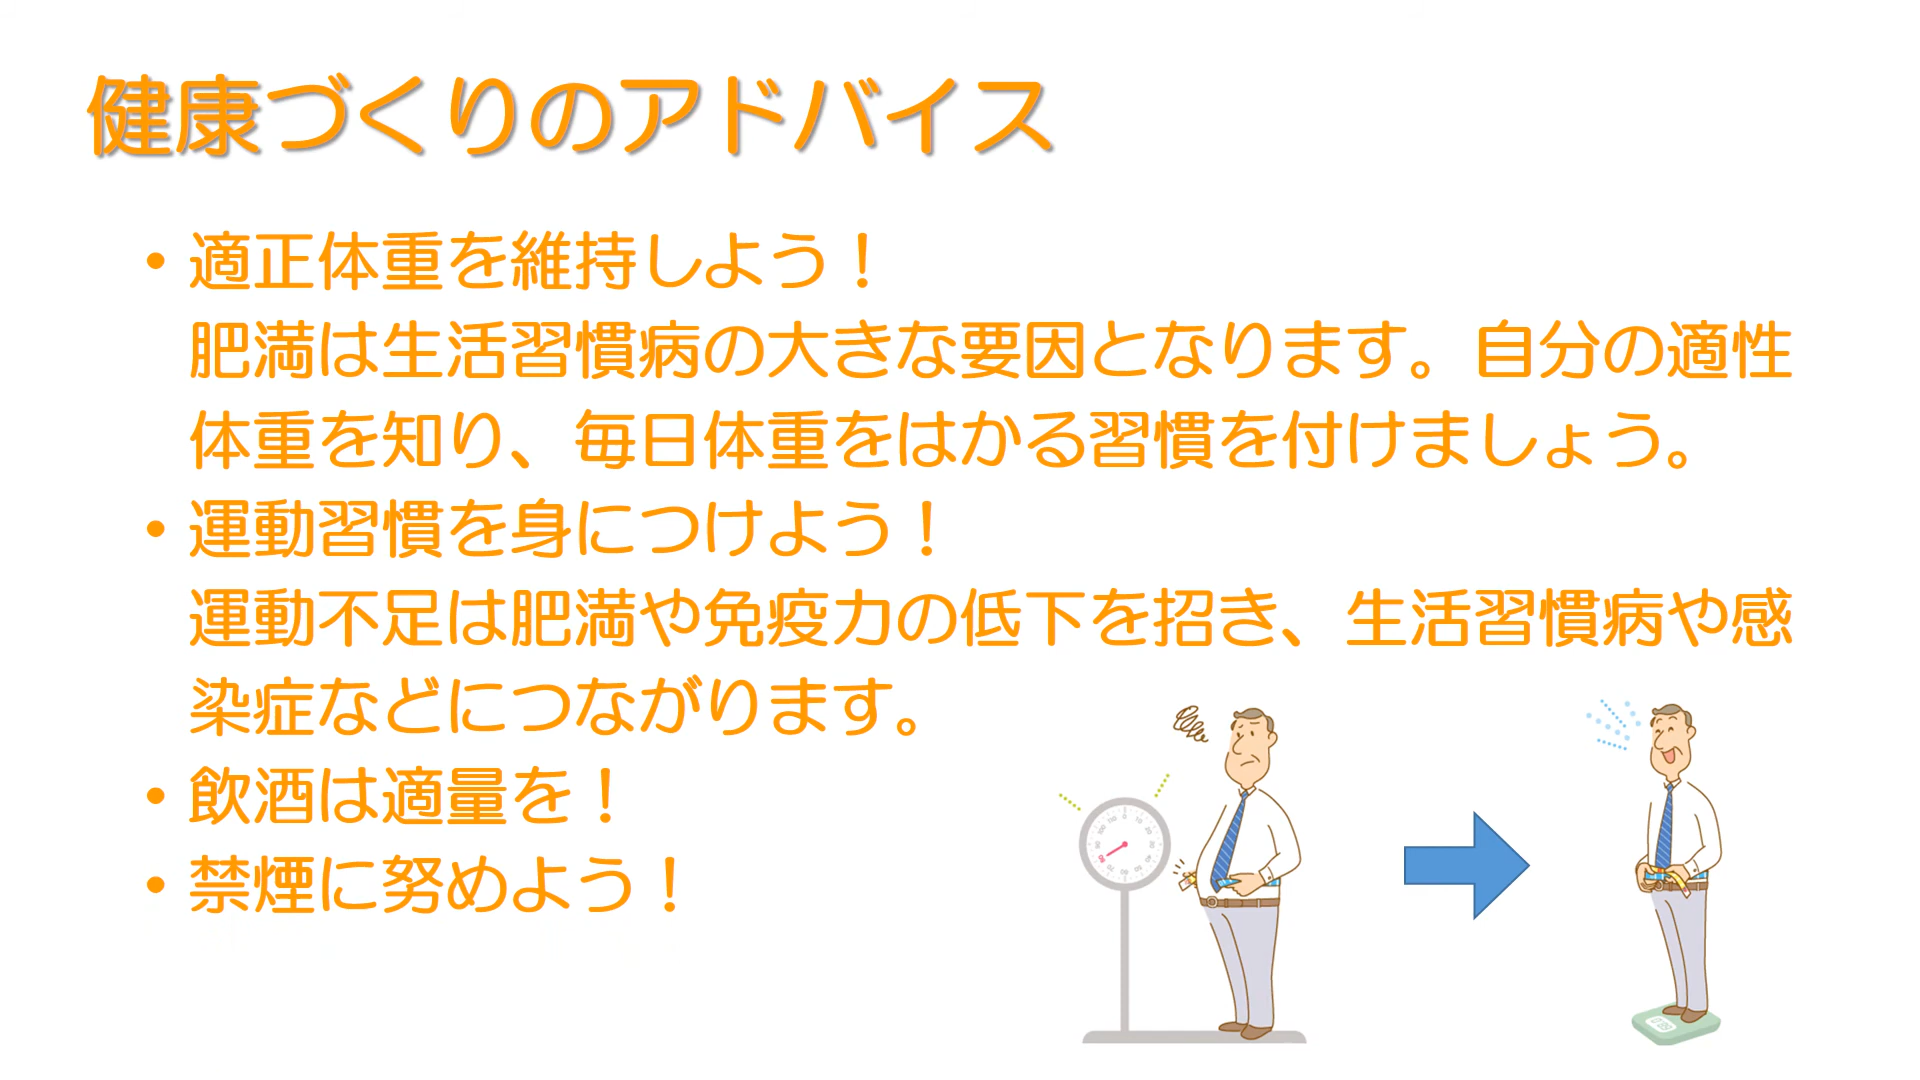 健康づくりのアドバイス
• 適正体重を維持しよう！
肥満は生活習慣病の大きな要因となります。自分の適性
体重を知り、毎日体重をはかる習慣を付けましょう。
• 運動習慣を身につけよう！
運動不足は肥満や免疫力の低下を招き、生活習慣病や感
染症などにつながります。
• 飲酒は適量を！
• 禁煙に努めよう！